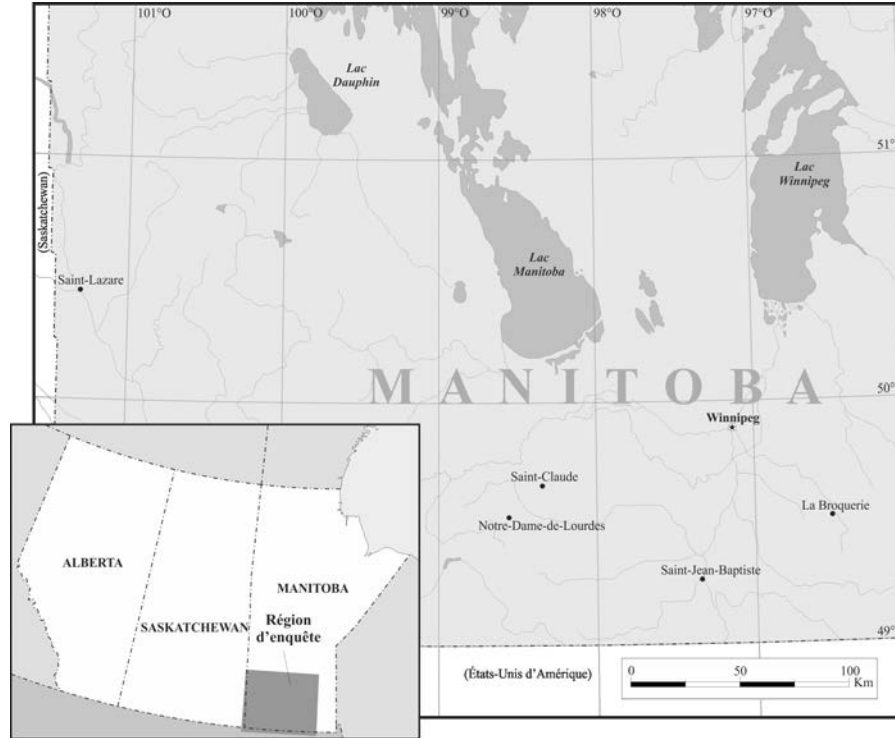 101°O
100°O
99°O
98°O
97°O
Lac
Dauphin
51°
Lac
Winnipeg
(Saskatchewan)
Lac
Manitoba
Saint-Lazare
MANITOBA
50°
Winnipeg
Saint-Claude
La Broquerie
Notre-Dame-de-Lourdes
Saint-Jean-Baptiste
49°
(États-Unis d'Amérique)
0 50 100
Km
ALBERTA
MANITOBA
SASKATCHEWAN
Région
d'enquête